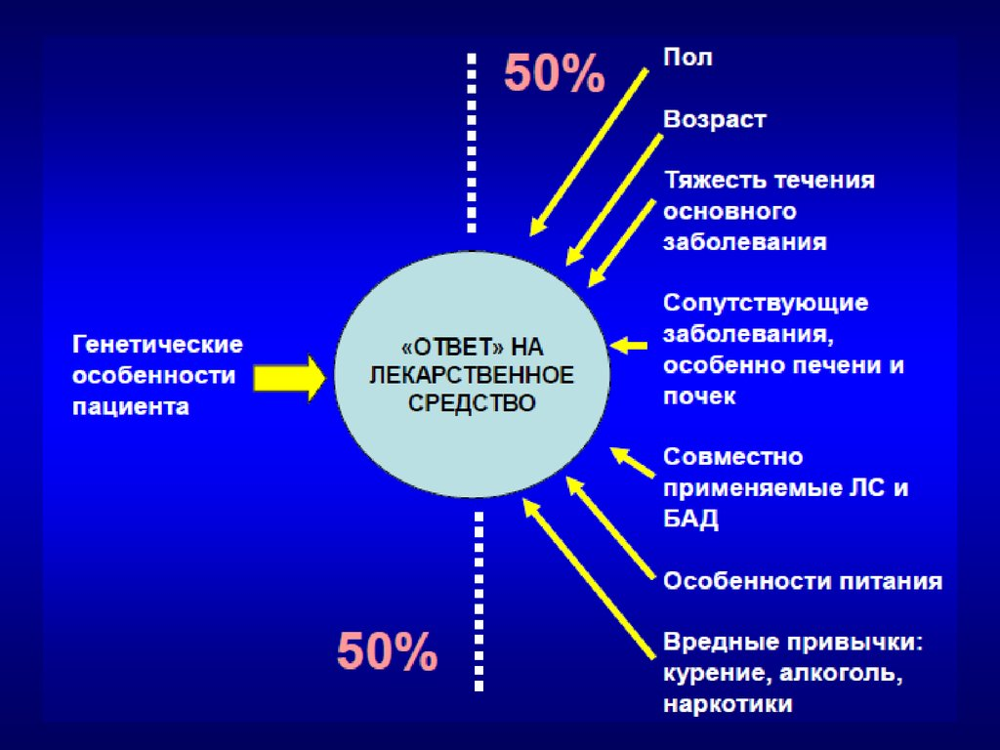 50%
Пол
Возраст
Тяжесть течения
основного
заболевания
Сопутствующие
заболевания,
особенно печени и
почек
Совместно
применяемые ЛС и
БАД
Особенности питания
Вредные привычки:
курение, алкоголь,
наркотики
«ОТВЕТ» НА
ЛЕКАРСТВЕННОЕ
СРЕДСТВО
Генетические
особенности
пациента
50%